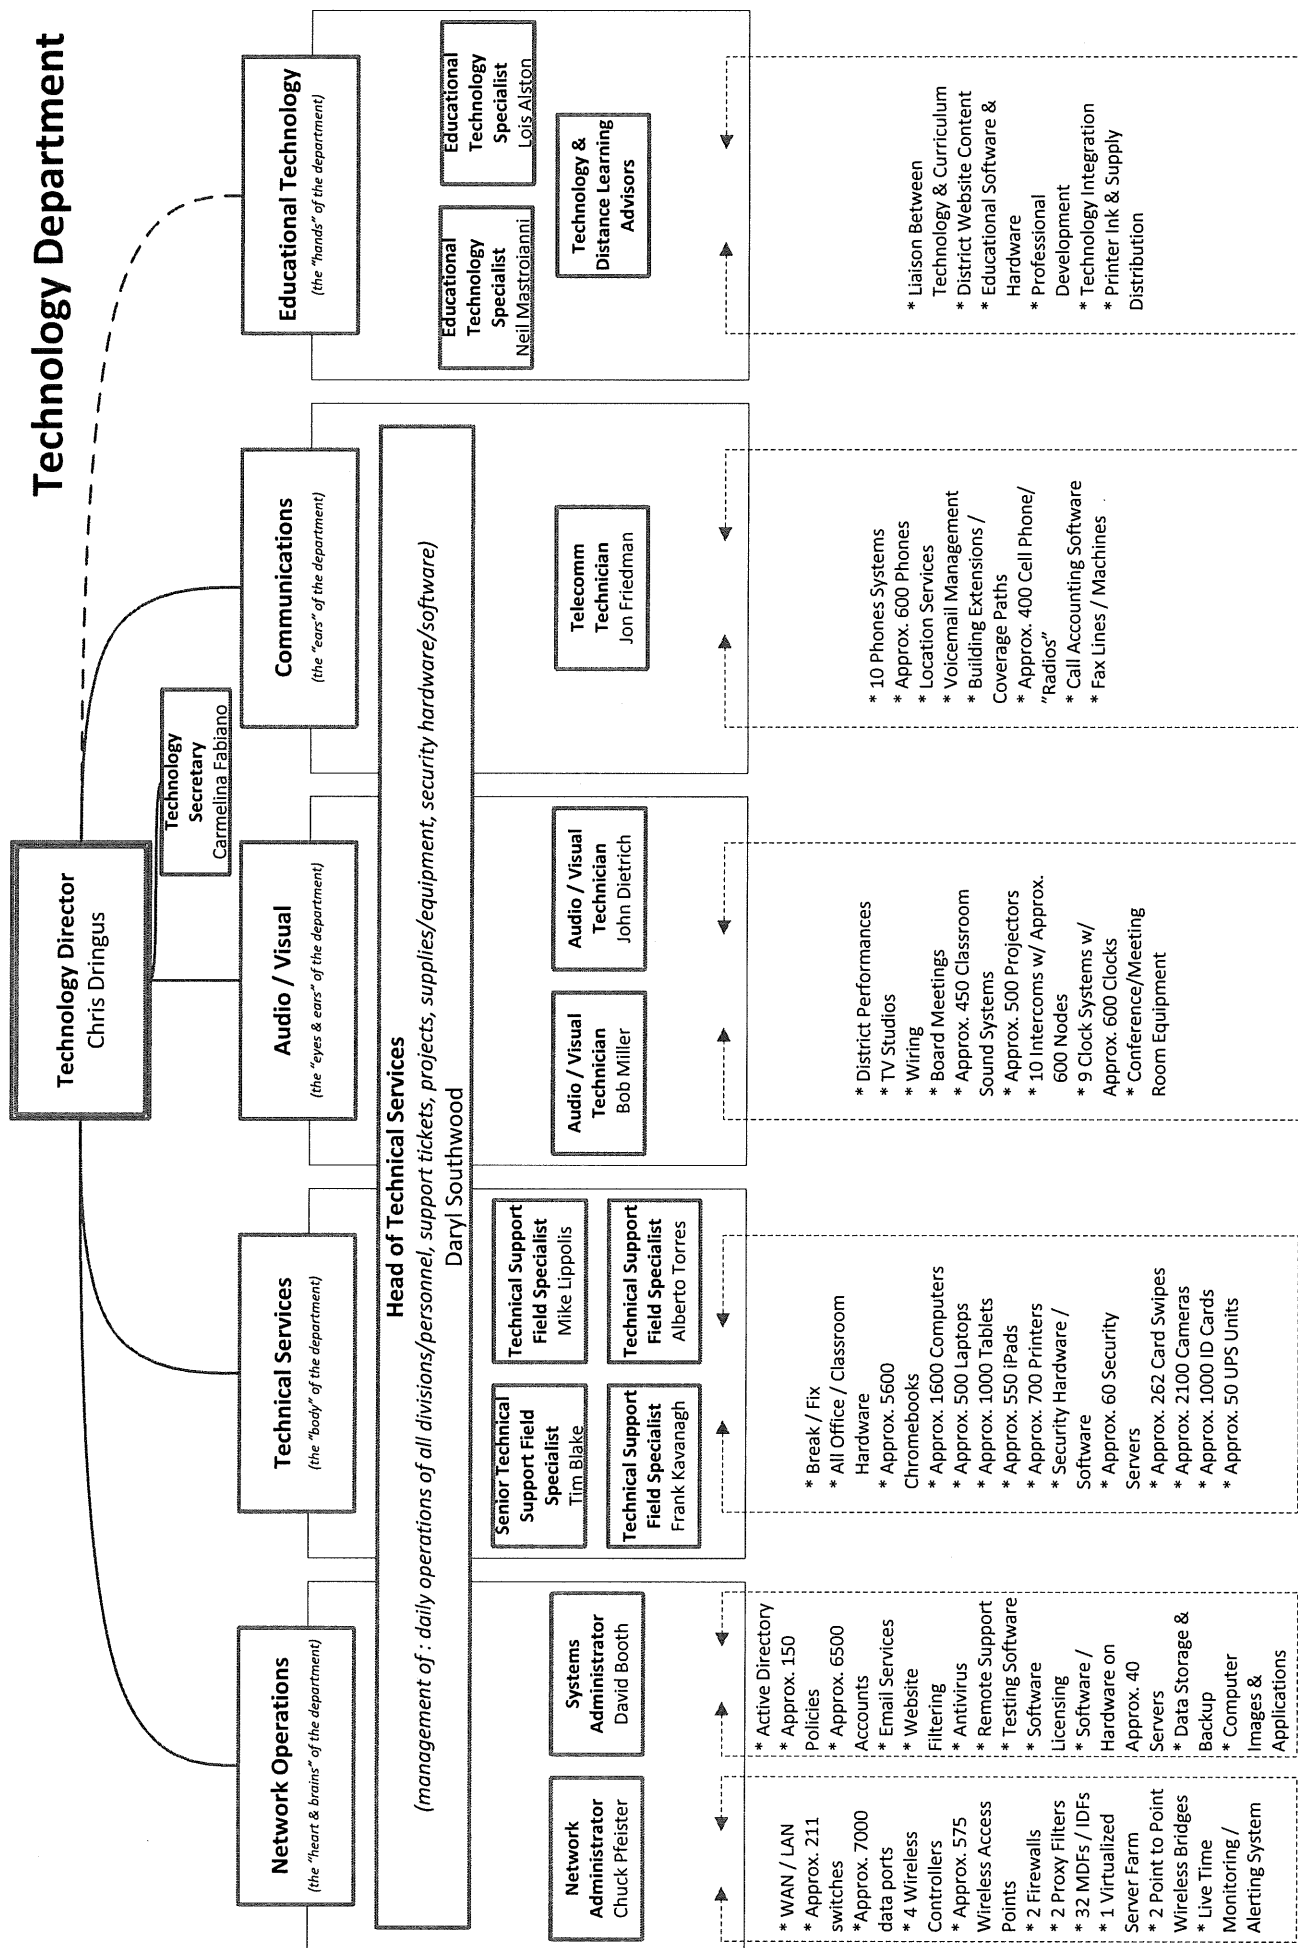 Technology Department
Technology Director
Chris Dringus
Technology
Secretary
Carmelina Fabiano
Network Operations
(the "heart & brains" of the department)
Technical Services
(the "body" of the department)
Audio / Visual
(the "eyes & ears" of the department)
Communications
(the "ears" of the department)
Educational Technology
(the "hands" of the department)
Head of Technical Services
(management of : daily operations of all divisions/personnel, support tickets, projects, supplies/equipment, security hardware/software)
Daryl Southwood
Network
Administrator
Chuck Pfeister
Systems
Administrator
David Booth
Senior Technical
Support Field
Specialist
Tim Blake
Technical Support
Field Specialist
Mike Lippolis
Technical Support
Field Specialist
Frank Kavanagh
Technical Support
Field Specialist
Alberto Torres
Audio / Visual
Technician
Bob Miller
Audio / Visual
Technician
John Dietrich
Telecomm
Technician
Jon Friedman
Educational
Technology
Specialist
Neil Mastroianni
Educational
Technology
Specialist
Lois Alston
Technology &
Distance Learning
Advisors
* WAN / LAN
* Approx. 211
switches
*Approx. 7000
data ports
* 4 Wireless
Controllers
* Approx. 575
Wireless Access
Points
* 2 Firewalls
* 2 Proxy Filters
* 32 MDFs / IDFs
* 1 Virtualized
Server Farm
* 2 Point to Point
Wireless Bridges
* Live Time
Monitoring /
Alerting System
* Active Directory
* Approx. 150
Policies
* Approx. 6500
Accounts
* Email Services
* Website
Filtering
* Antivirus
* Remote Support
* Testing Software
* Software
Licensing
* Software /
Hardware on
Approx. 40
Servers
* Data Storage &
Backup
* Computer
Images &
Applications
* Break / Fix
* All Office / Classroom
Hardware
* Approx. 5600
Chromebooks
* Approx. 1600 Computers
* Approx. 500 Laptops
* Approx. 1000 Tablets
* Approx. 550 iPads
* Approx. 700 Printers
* Security Hardware /
Software
* Approx. 60 Security
Servers
* Approx. 262 Card Swipes
* Approx. 2100 Cameras
* Approx. 1000 ID Cards
* Approx. 50 UPS Units
* District Performances
* TV Studios
* Wiring
* Board Meetings
* Approx. 450 Classroom
Sound Systems
* Approx. 500 Projectors
* 10 Intercoms w/ Approx.
600 Nodes
* 9 Clock Systems w/
Approx. 600 Clocks
* Conference/Meeting
Room Equipment
* 10 Phones Systems
* Approx. 600 Phones
* Location Services
* Voicemail Management
* Building Extensions /
Coverage Paths
* Approx. 400 Cell Phone/
"Radios"
* Call Accounting Software
* Fax Lines / Machines
* Liaison Between
Technology & Curriculum
* District Website Content
* Educational Software &
Hardware
* Professional
Development
* Technology Integration
* Printer Ink & Supply
Distribution